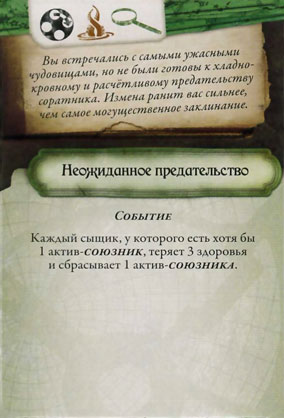 Вы встречались с самыми ужасными
чудовищами, но не были готовы к хладно-
кровному и расчётливому предательству
соратника. Измена ранит вас сильнее,
чем самое могущественное заклинание.
Неожиданное предательство
Событие
Каждый сыщик, у которого есть хотя бы
1 актив-союзник, теряет 3 здоровья
и сбрасывает 1 актив-союзника.